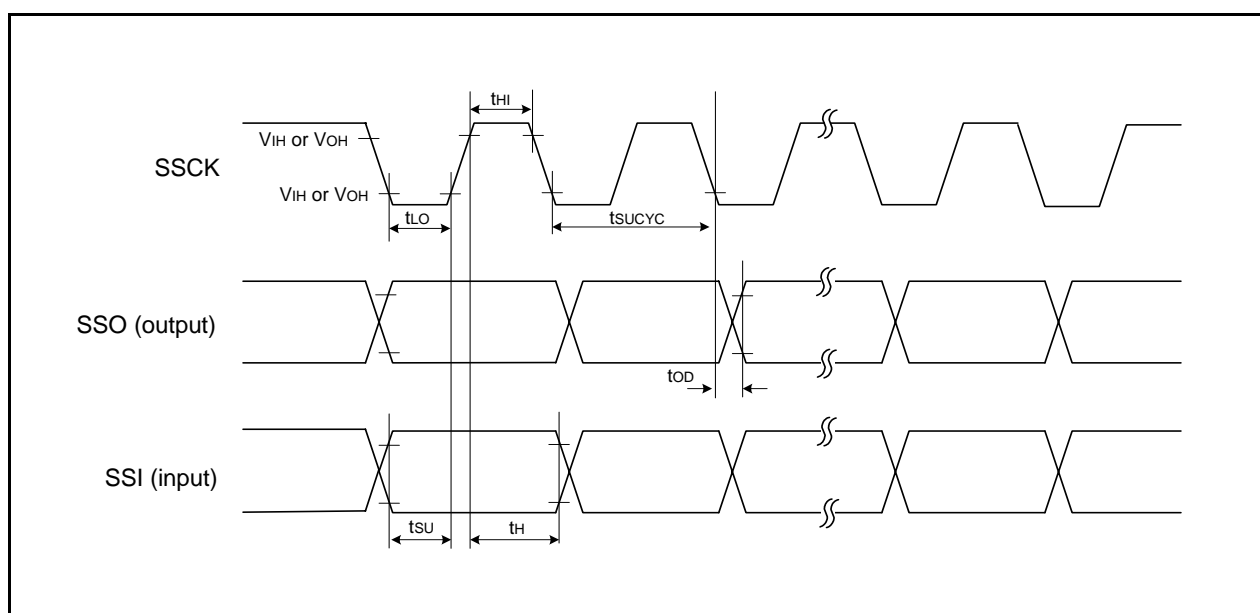 tHI
VIH or VOH
SSCK
VIH or VOH
tLO
tSUCYC
SSO (output)
tOD
SSI (input)
tSU
tH